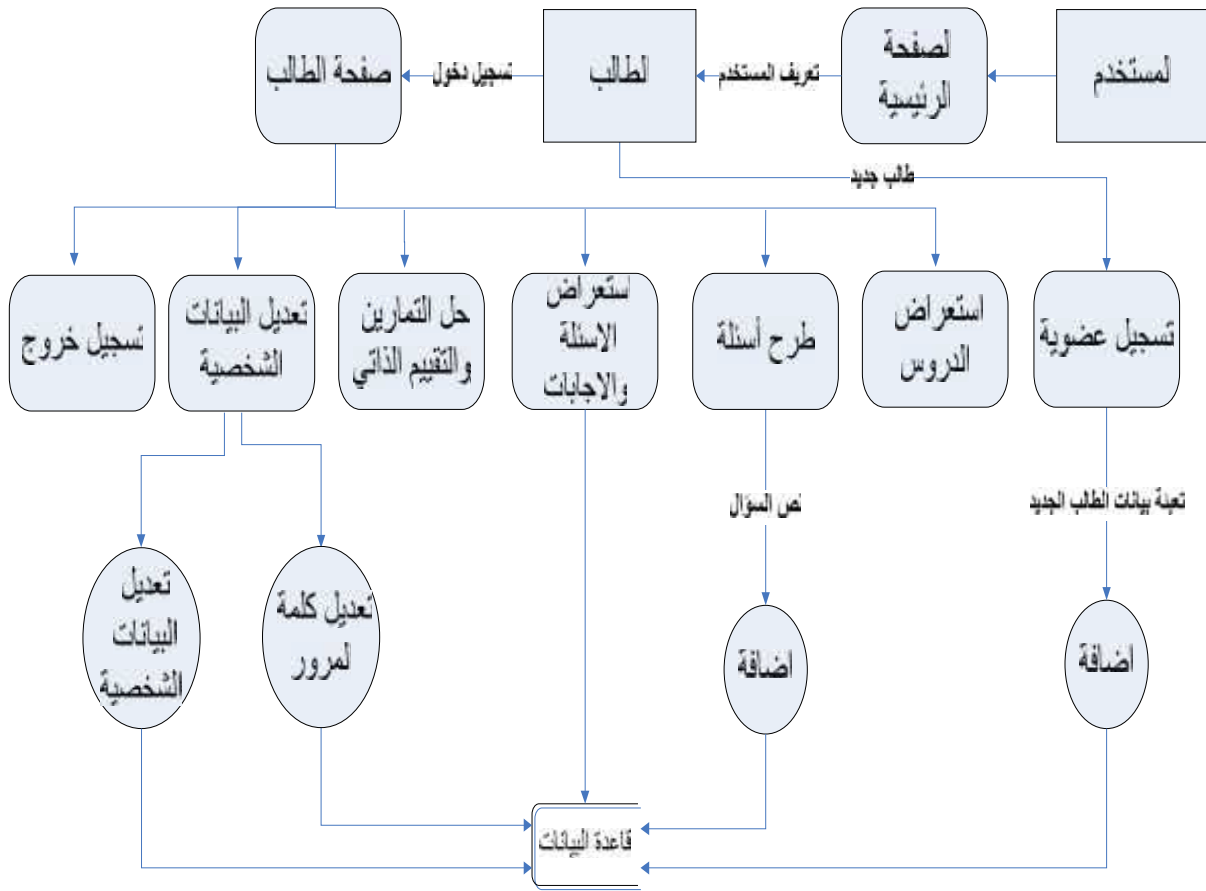 لمستخدم
لصفحة
الرئيسية
تعريف المستخدم
لطالب
تسجيل دخول
صفحة الطالب
طالب جديد
تسجيل عضوية
استعراض
الدروس
طرح أسئلة
استعراض
الاسئلة
والاجابات
حل التمارين
والتقييم الذاتي
تعديل البيانات
الشخصية
تسجيل خروج
تعبئة بيانات الطالب الجديد
نص السؤال
اضافة
اضافة
تعديل كلمة
لمرور
تعديل
البيانات
الشخصية
قاعدة البيانات